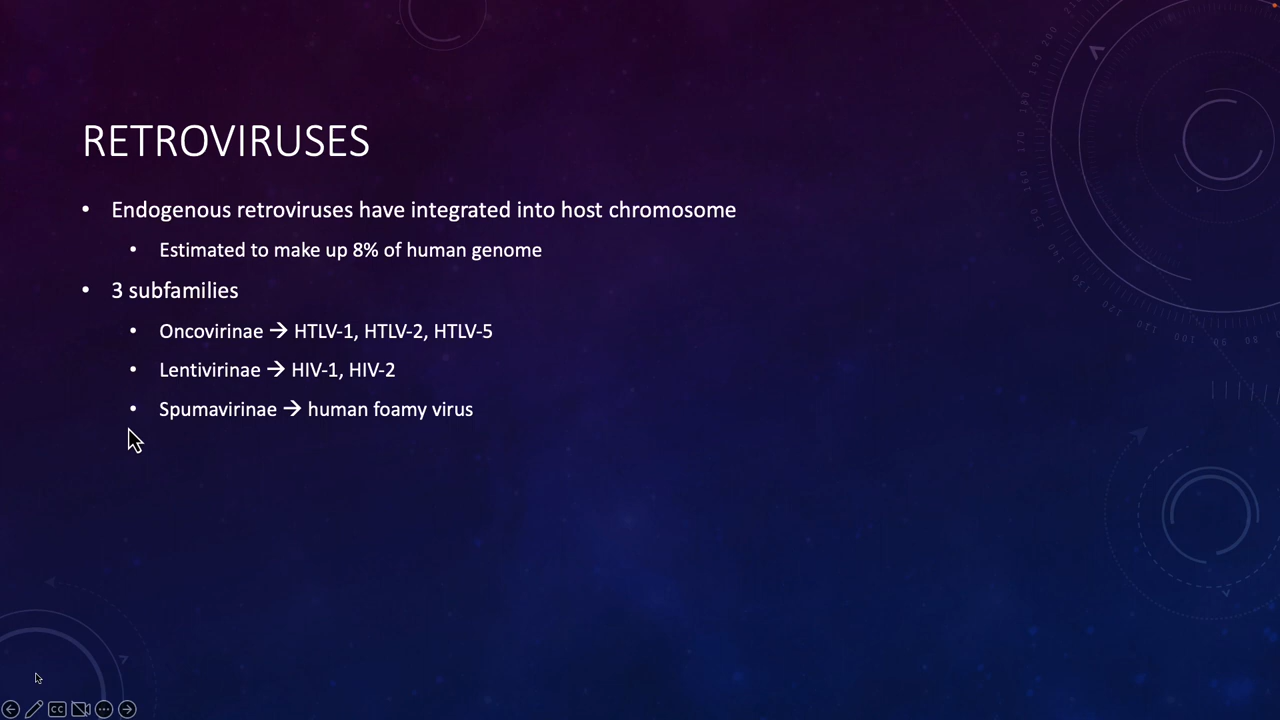 RETROVIRUSES
• Endogenous retroviruses have integrated into host chromosome
• Estimated to make up 8% of human genome
• 3 subfamilies
• Oncovirinae → HTLV-1, HTLV-2, HTLV-5
• Lentivirinae → HIV-1, HIV-2
• Spumavirinae → human foamy virus
CC